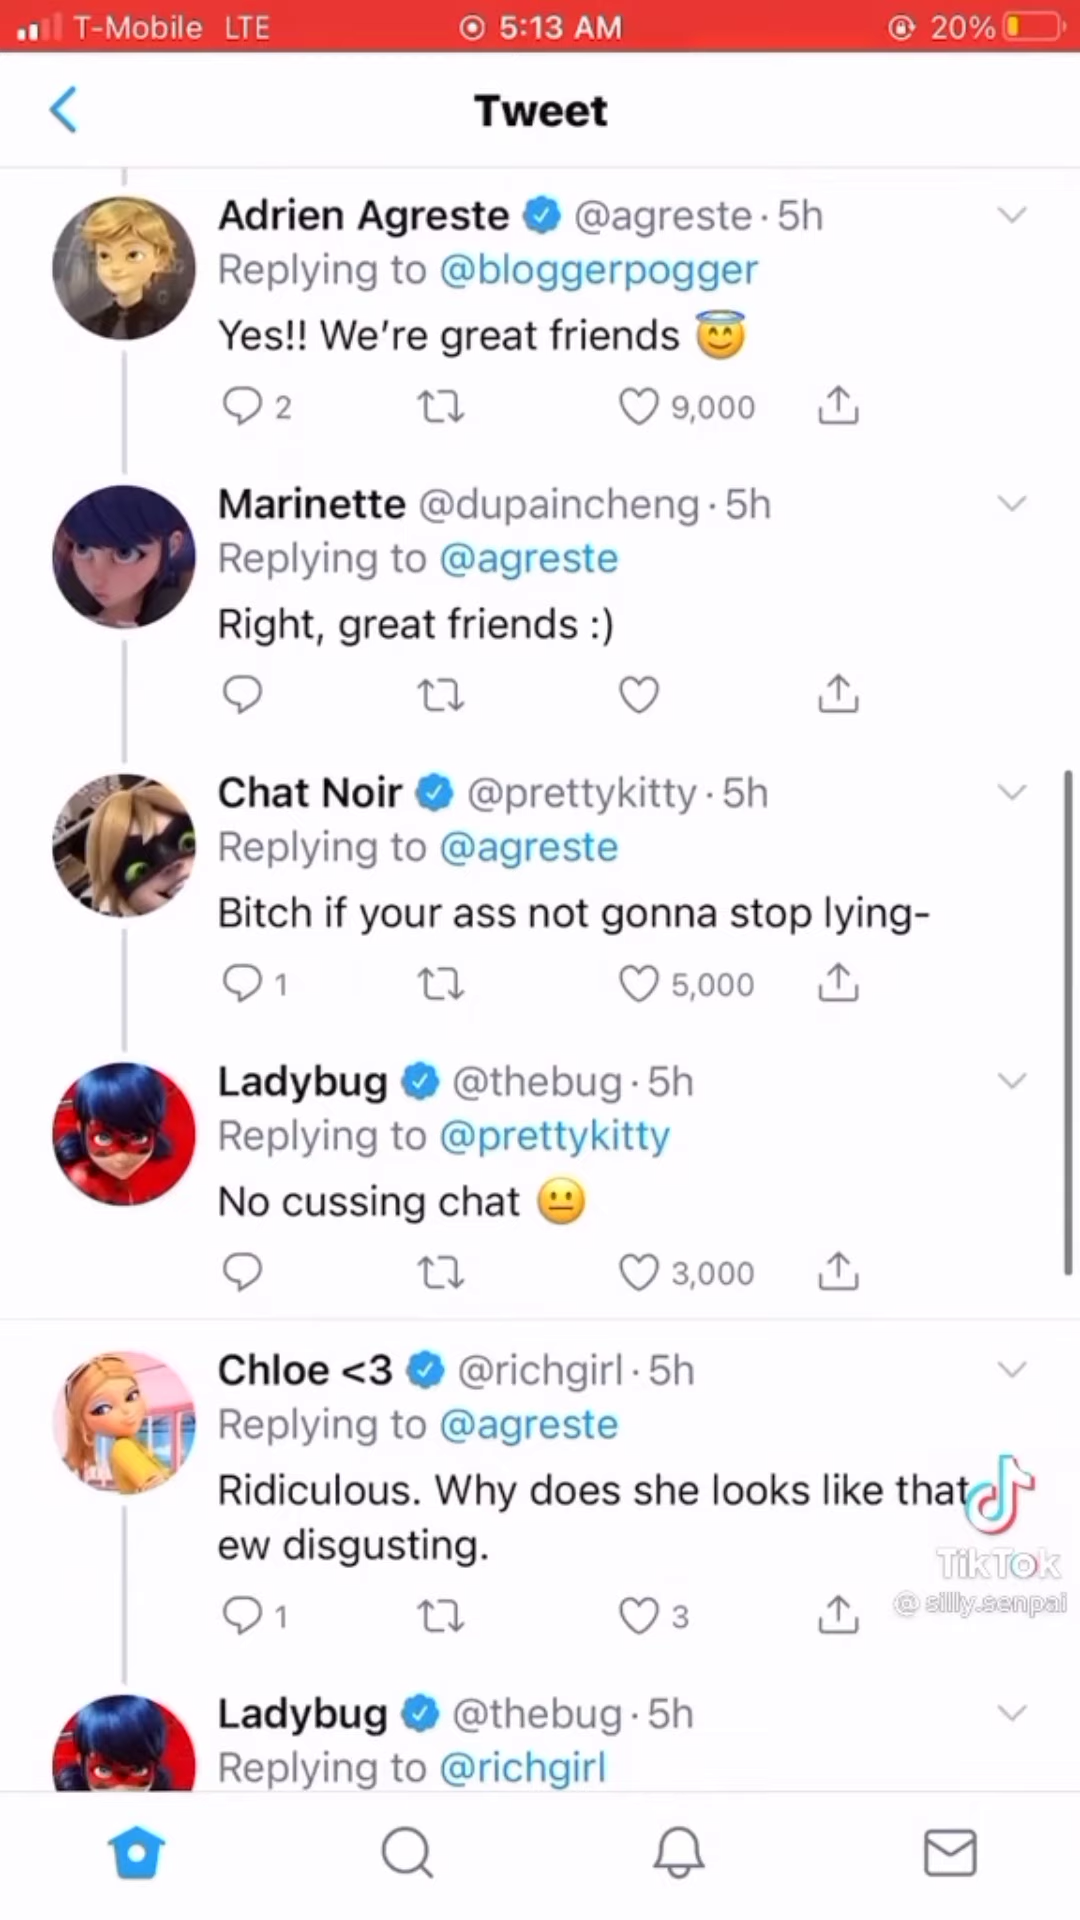 T-Mobile LTE 5:13 AM 20%
Tweet
Adrien Agreste @agreste · 5h
Replying to @bloggerpogger
Yes!! We're great friends 😇
2 9,000
Marinette @dupaincheng · 5h
Replying to @agreste
Right, great friends :)
Chat Noir @prettykitty · 5h
Replying to @agreste
Bitch if your ass not gonna stop lying-
1 5,000
Ladybug @thebug · 5h
Replying to @prettykitty
No cussing chat 😐
3,000
Chloe <3 @richgirl · 5h
Replying to @agreste
Ridiculous. Why does she looks like that
ew disgusting.
1 3
TikTok
@ sillly.senpai
Ladybug @thebug · 5h
Replying to @richgirl